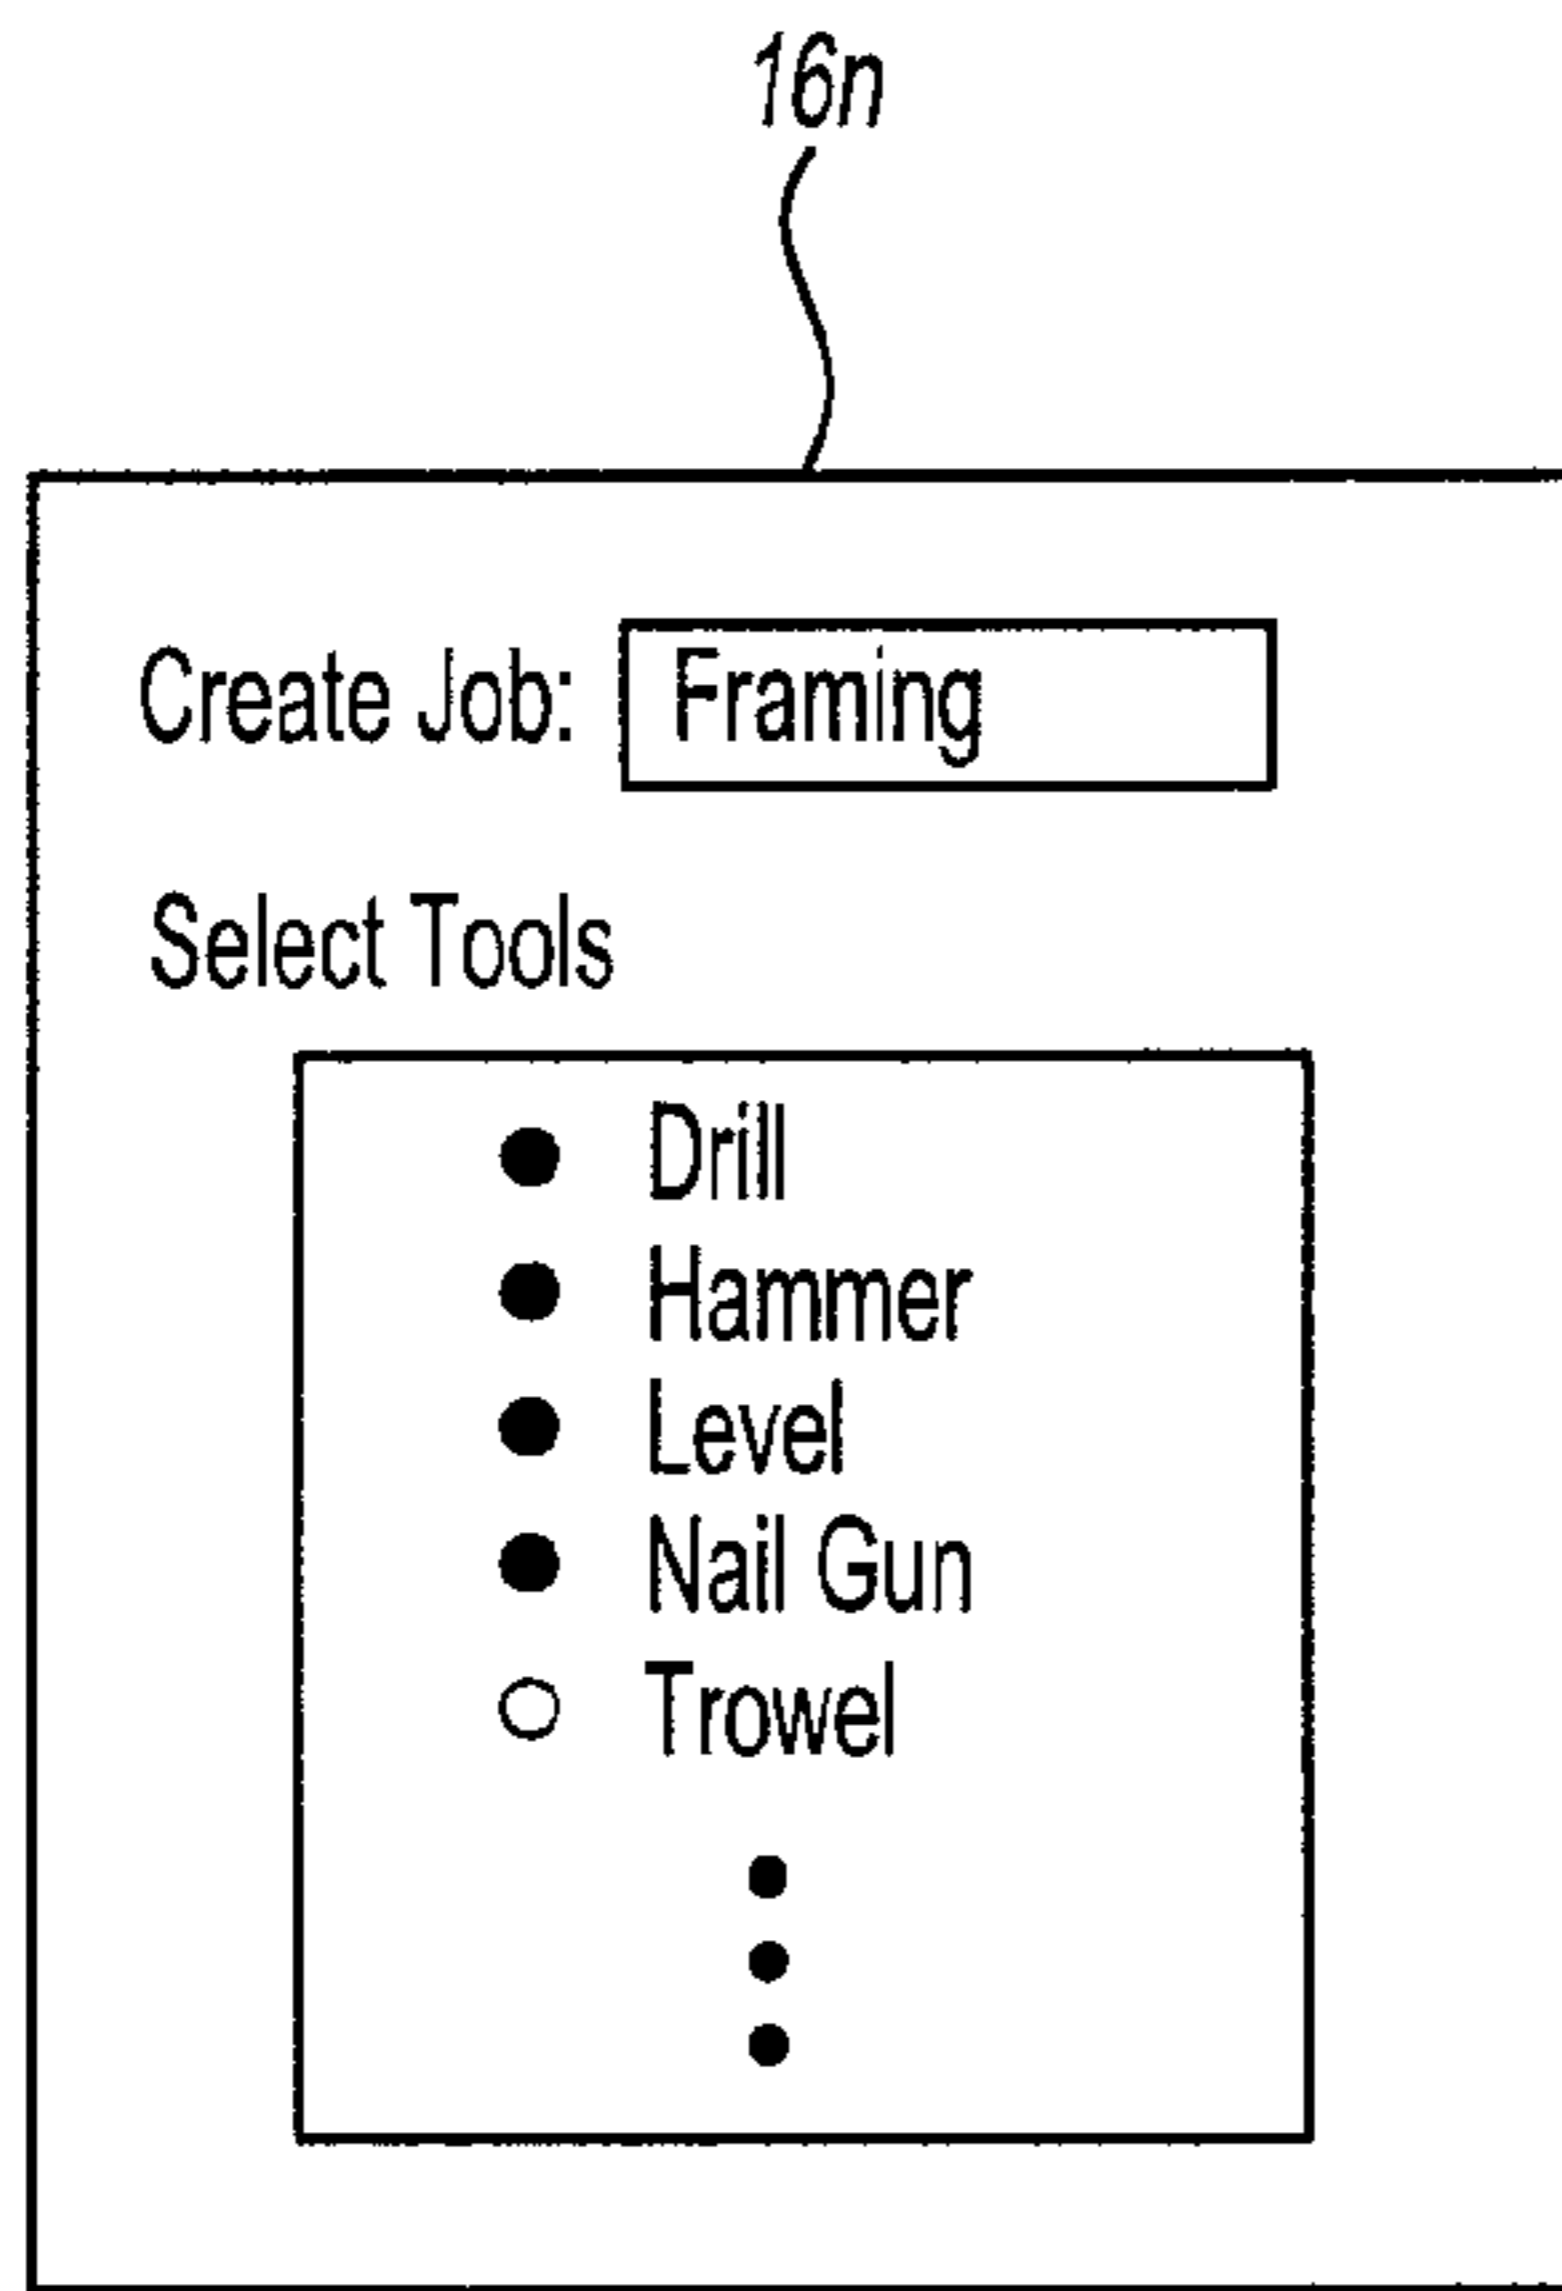 16n
Create Job: Framing
Select Tools
Drill
Hammer
Level
Nail Gun
Trowel